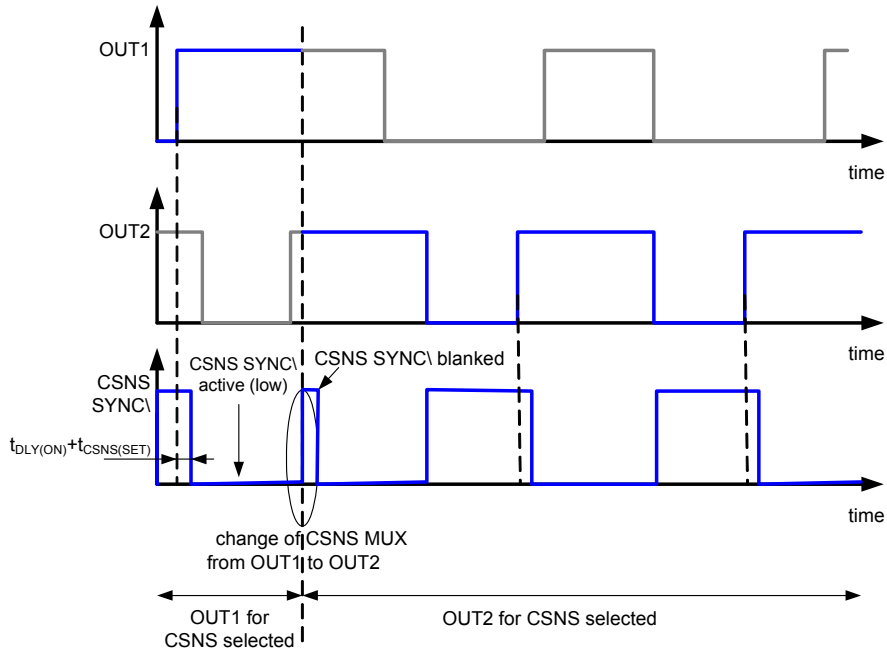 OUT1
time
OUT2
time
CSNS SYNC\
active (low)
CSNS SYNC\ blanked
CSNS
SYNC\
tDLY(ON)+tCSNS(SET)
time
change of CSNS MUX
from OUT1 to OUT2
OUT1 for
CSNS selected
OUT2 for CSNS selected